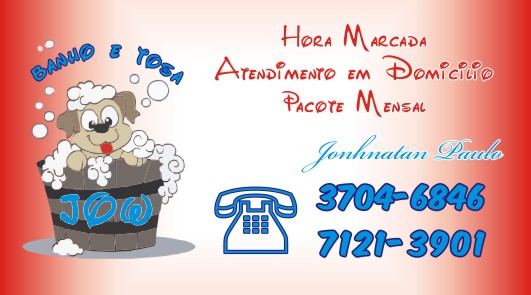 BANHO E TOSA
JOW
Hora Marcada
Atendimento em Domicilio
Pacote Mensal
Jonhnatan Paulo
3704-6846
7121-3901